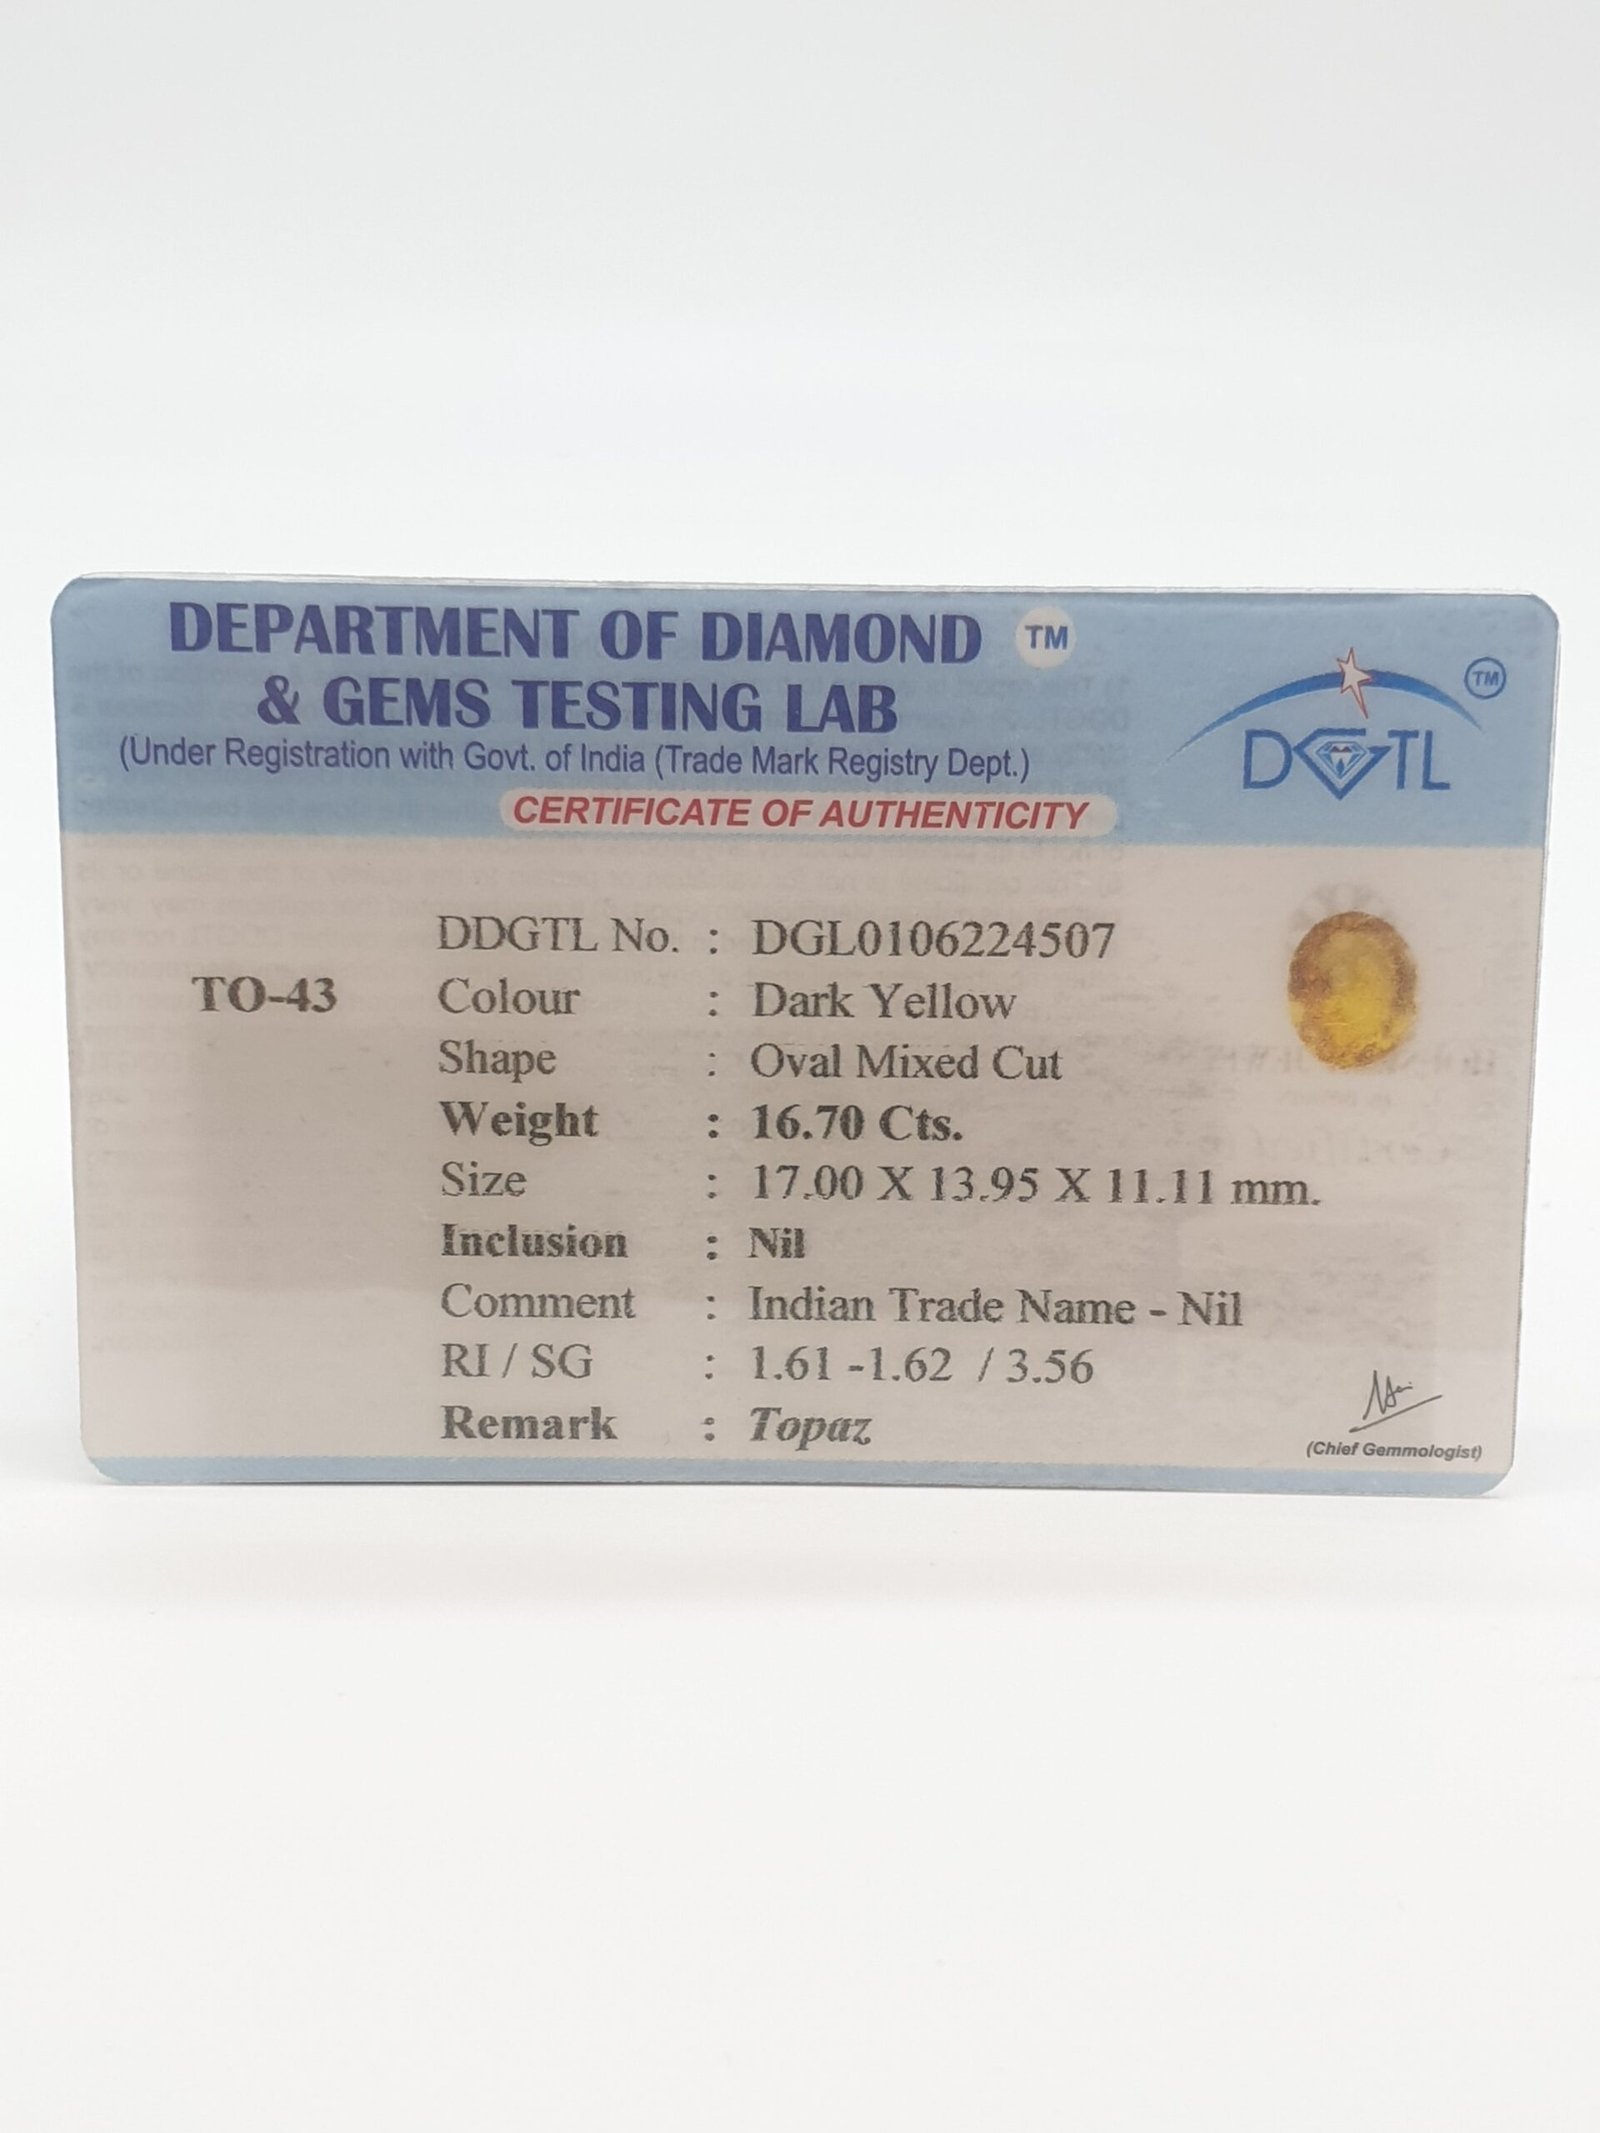 DEPARTMENT OF DIAMOND TM
& GEMS TESTING LAB
(Under Registration with Govt. of India (Trade Mark Registry Dept.)
CERTIFICATE OF AUTHENTICITY
TM
DGTL
TO-43
DDGTL No. : DGL0106224507
Colour : Dark Yellow
Shape : Oval Mixed Cut
Weight : 16.70 Cts.
Size : 17.00 X 13.95 X 11.11 mm.
Inclusion : Nil
Comment : Indian Trade Name - Nil
RI / SG : 1.61 -1.62 / 3.56
Remark : Topaz
(Chief Gemmologist)